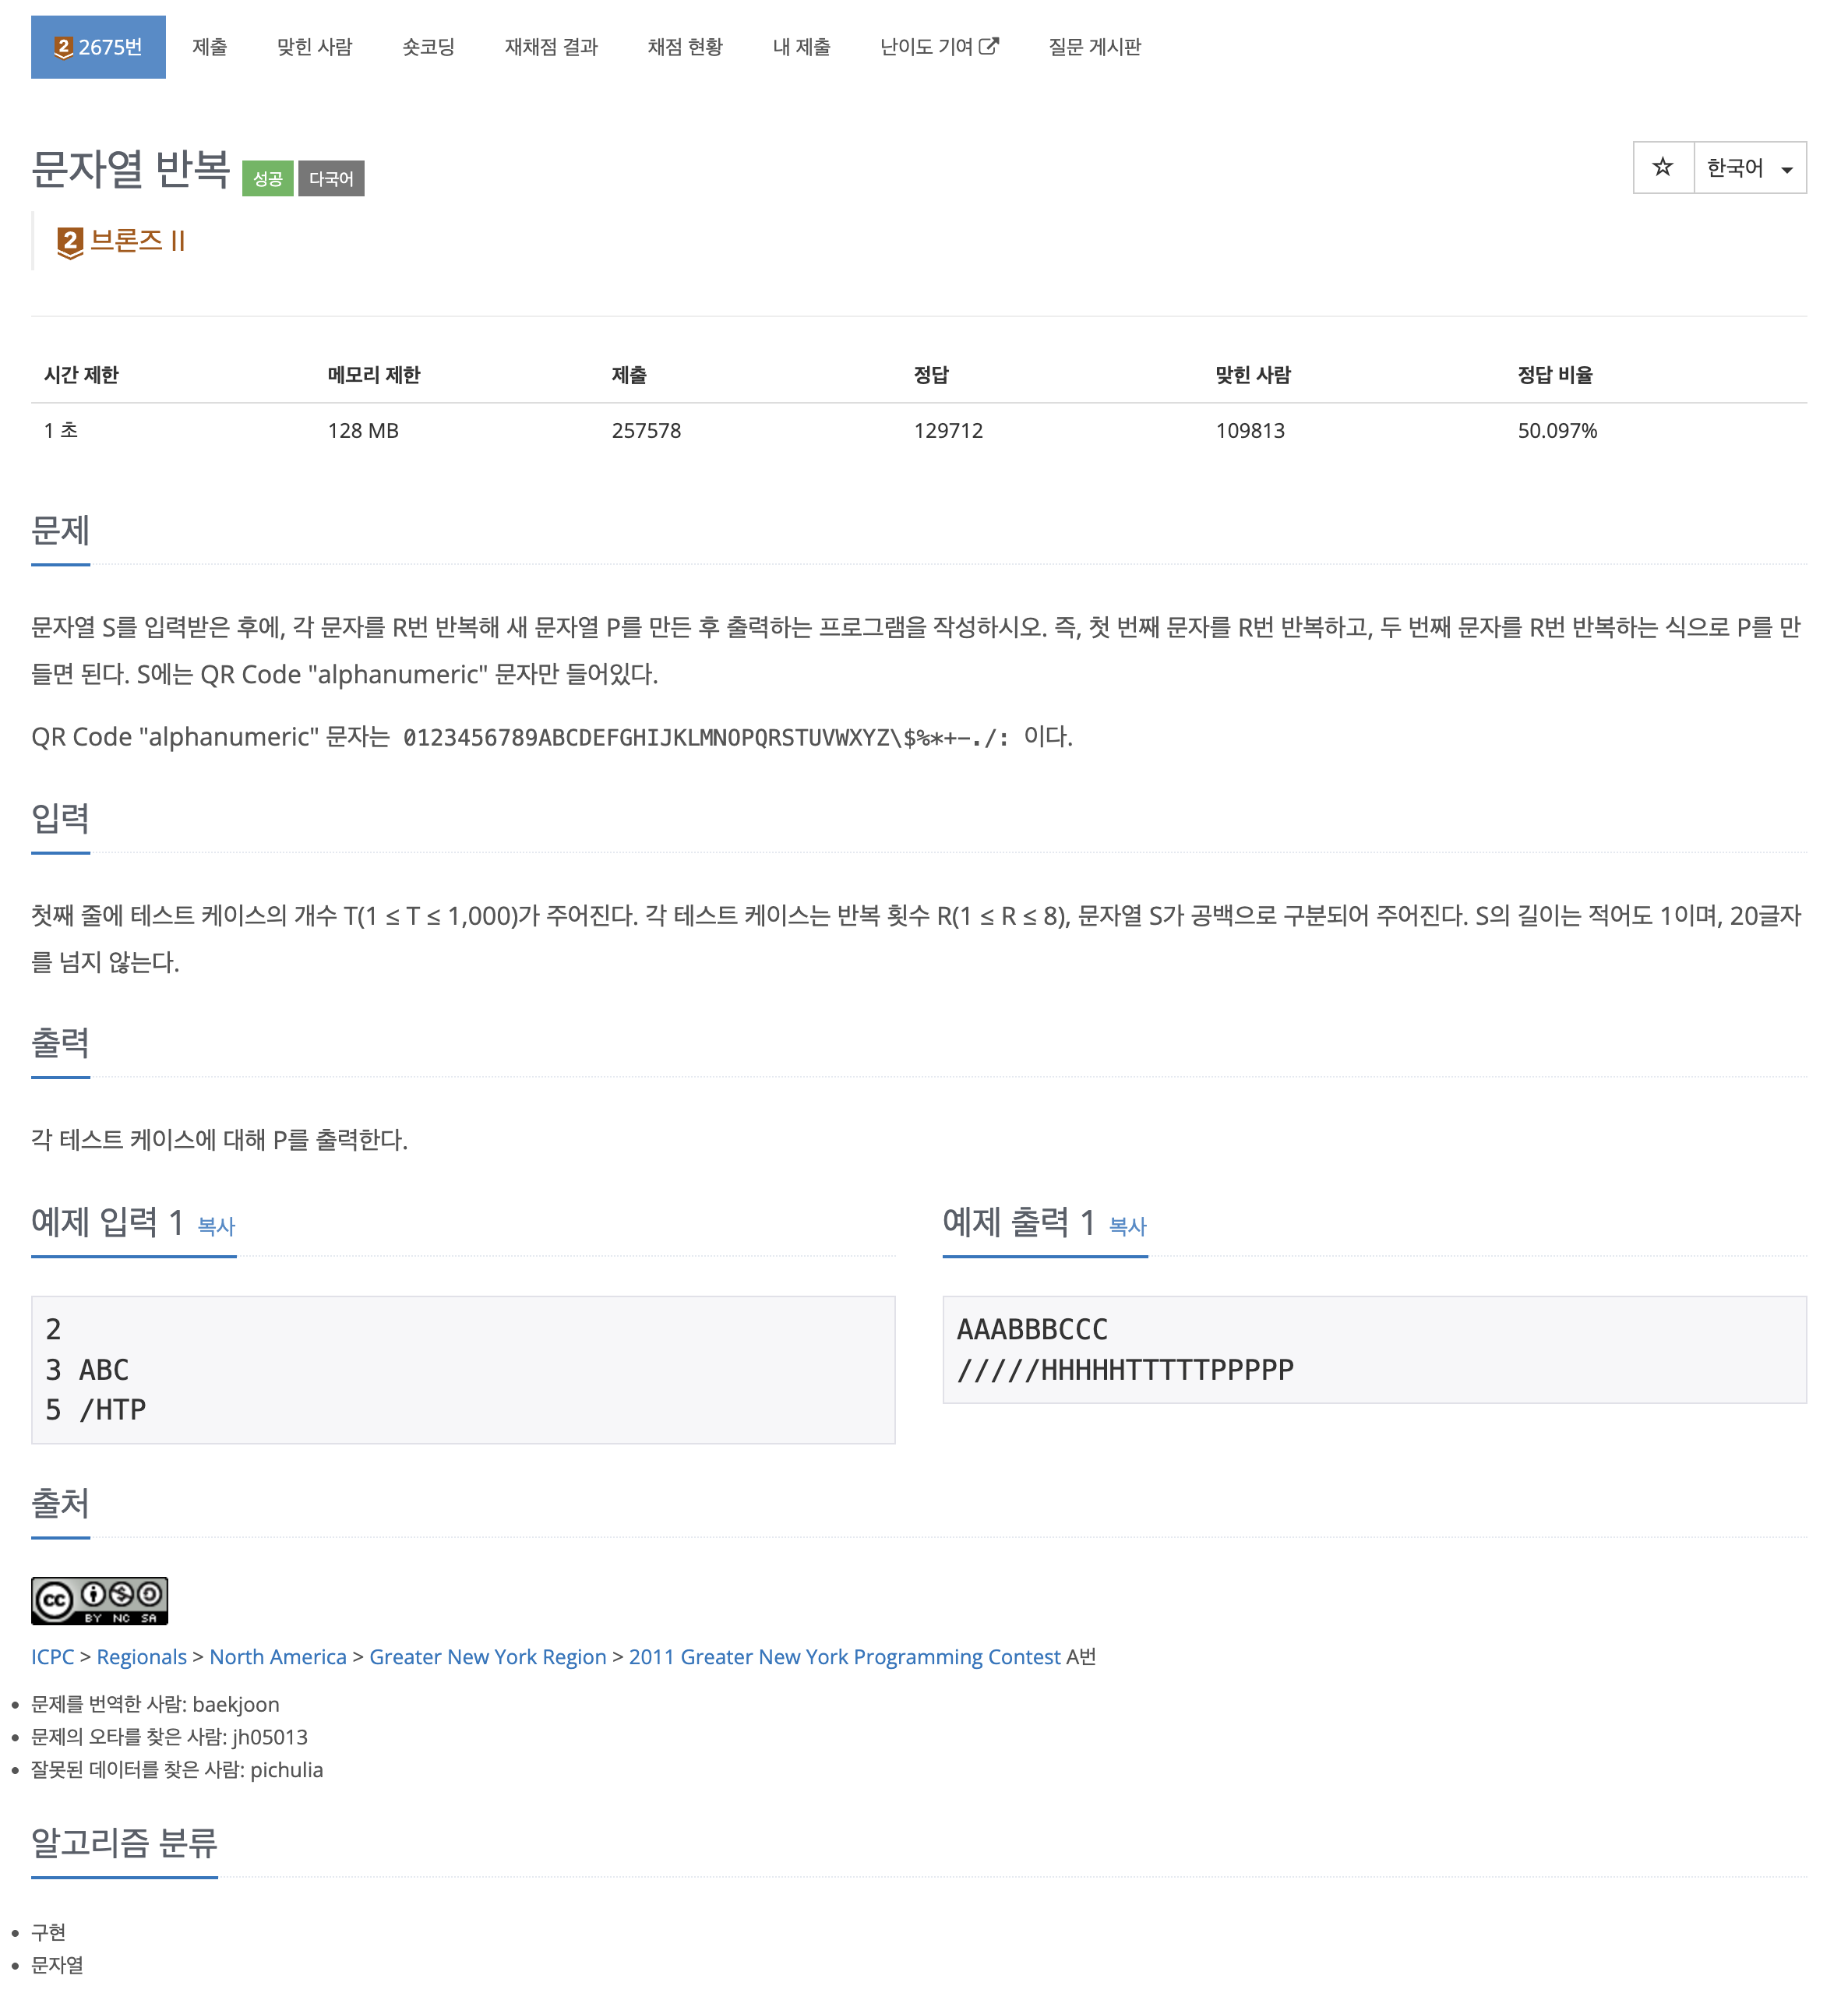 2 2675번 제출 맞힌 사람 숏코딩 재채점 결과 채점 현황 내 제출 난이도 기여 질문 게시판
문자열 반복 성공 다국어 ☆ 한국어
2 브론즈 II
시간 제한 메모리 제한 제출 정답 맞힌 사람 정답 비율
1 초 128 MB 257578 129712 109813 50.097%
문제
문자열 S를 입력받은 후에, 각 문자를 R번 반복해 새 문자열 P를 만든 후 출력하는 프로그램을 작성하시오. 즉, 첫 번째 문자를 R번 반복하고, 두 번째 문자를 R번 반복하는 식으로 P를 만
들면 된다. S에는 QR Code "alphanumeric" 문자만 들어있다.
QR Code "alphanumeric" 문자는 0123456789ABCDEFGHIJKLMNOPQRSTUVWXYZ\$%*+-./: 이다.
입력
첫째 줄에 테스트 케이스의 개수 T(1 ≤ T ≤ 1,000)가 주어진다. 각 테스트 케이스는 반복 횟수 R(1 ≤ R ≤ 8), 문자열 S가 공백으로 구분되어 주어진다. S의 길이는 적어도 1이며, 20글자
를 넘지 않는다.
출력
각 테스트 케이스에 대해 P를 출력한다.
예제 입력 1 복사
2
3 ABC
5 /HTP
예제 출력 1 복사
AAABBBCCC
/////HHHHHTTTTTPPPPP
출처
cc BY NC SA
ICPC > Regionals > North America > Greater New York Region > 2011 Greater New York Programming Contest A번
문제를 번역한 사람: baekjoon
문제의 오타를 찾은 사람: jh05013
잘못된 데이터를 찾은 사람: pichulia
알고리즘 분류
구현
문자열